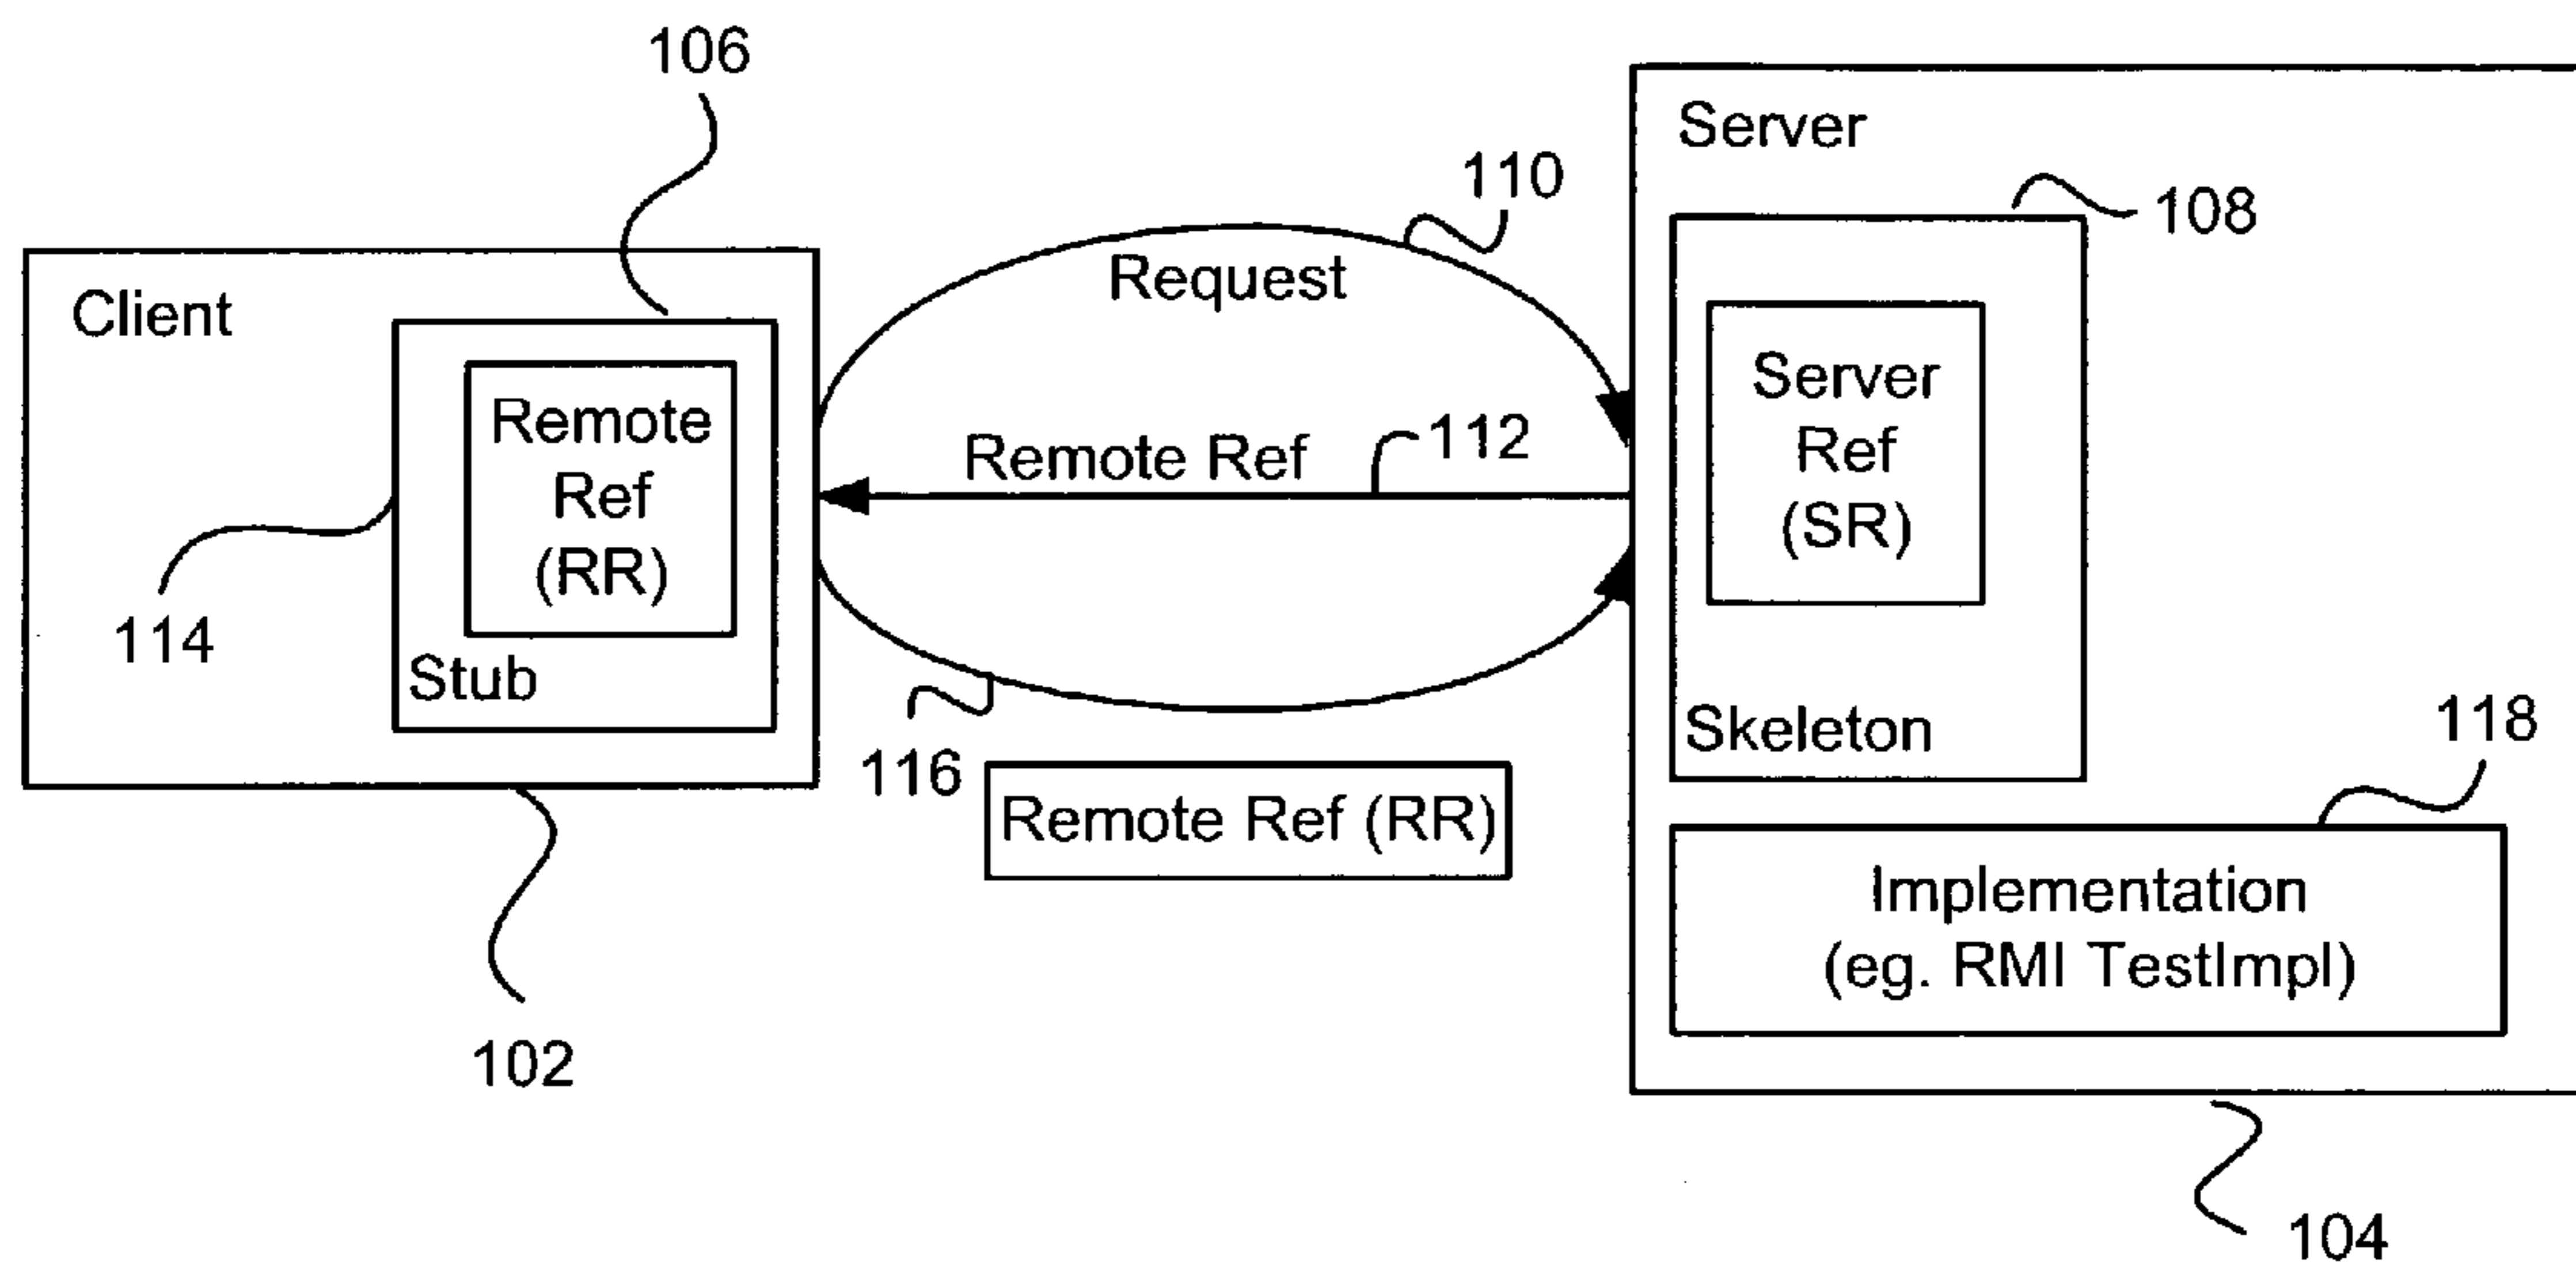 106
Server
110
108
Client
Request
Remote
Ref
(RR)
Stub
114
Remote Ref
112
Server
Ref
(SR)
Skeleton
116
Remote Ref (RR)
118
Implementation
(eg. RMI TestImpl)
102
104